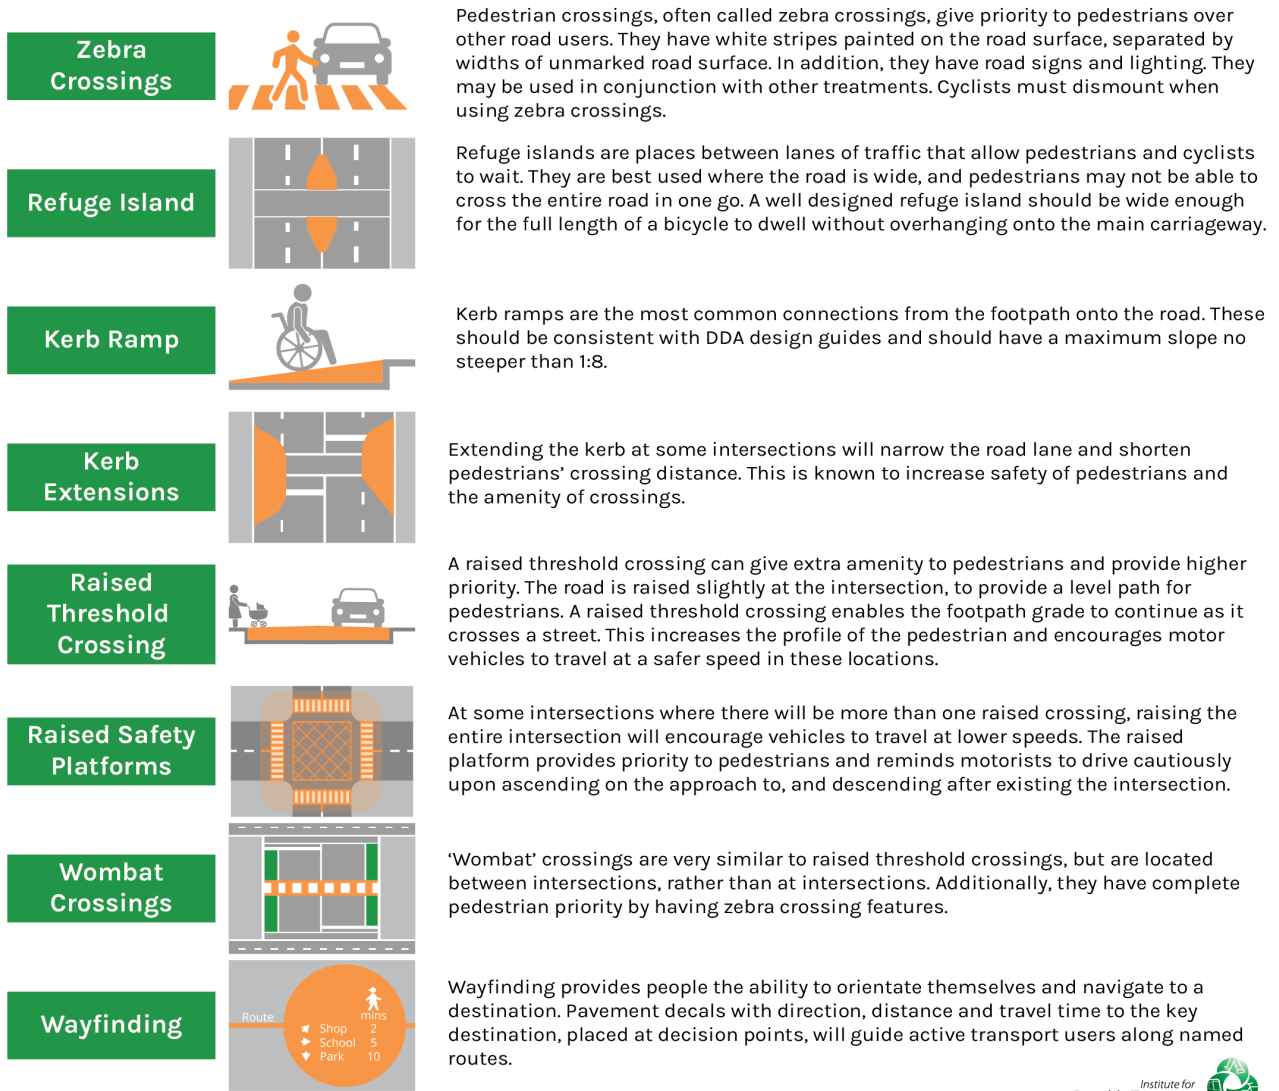 Zebra
Crossings
Pedestrian crossings, often called zebra crossings, give priority to pedestrians over
other road users. They have white stripes painted on the road surface, separated by
widths of unmarked road surface. In addition, they have road signs and lighting. They
may be used in conjunction with other treatments. Cyclists must dismount when
using zebra crossings.
Refuge Island
Refuge islands are places between lanes of traffic that allow pedestrians and cyclists
to wait. They are best used where the road is wide, and pedestrians may not be able to
cross the entire road in one go. A well designed refuge island should be wide enough
for the full length of a bicycle to dwell without overhanging onto the main carriageway.
Kerb Ramp
Kerb ramps are the most common connections from the footpath onto the road. These
should be consistent with DDA design guides and should have a maximum slope no
steeper than 1:8.
Kerb
Extensions
Extending the kerb at some intersections will narrow the road lane and shorten
pedestrians’ crossing distance. This is known to increase safety of pedestrians and
the amenity of crossings.
Raised
Threshold
Crossing
A raised threshold crossing can give extra amenity to pedestrians and provide higher
priority. The road is raised slightly at the intersection, to provide a level path for
pedestrians. A raised threshold crossing enables the footpath grade to continue as it
crosses a street. This increases the profile of the pedestrian and encourages motor
vehicles to travel at a safer speed in these locations.
Raised Safety
Platforms
At some intersections where there will be more than one raised crossing, raising the
entire intersection will encourage vehicles to travel at lower speeds. The raised
platform provides priority to pedestrians and reminds motorists to drive cautiously
upon ascending on the approach to, and descending after existing the intersection.
Wombat
Crossings
‘Wombat’ crossings are very similar to raised threshold crossings, but are located
between intersections, rather than at intersections. Additionally, they have complete
pedestrian priority by having zebra crossing features.
Wayfinding
Route
mins
Shop 2
School 5
Park 10
Wayfinding provides people the ability to orientate themselves and navigate to a
destination. Pavement decals with direction, distance and travel time to the key
destination, placed at decision points, will guide active transport users along named
routes.
Institute for